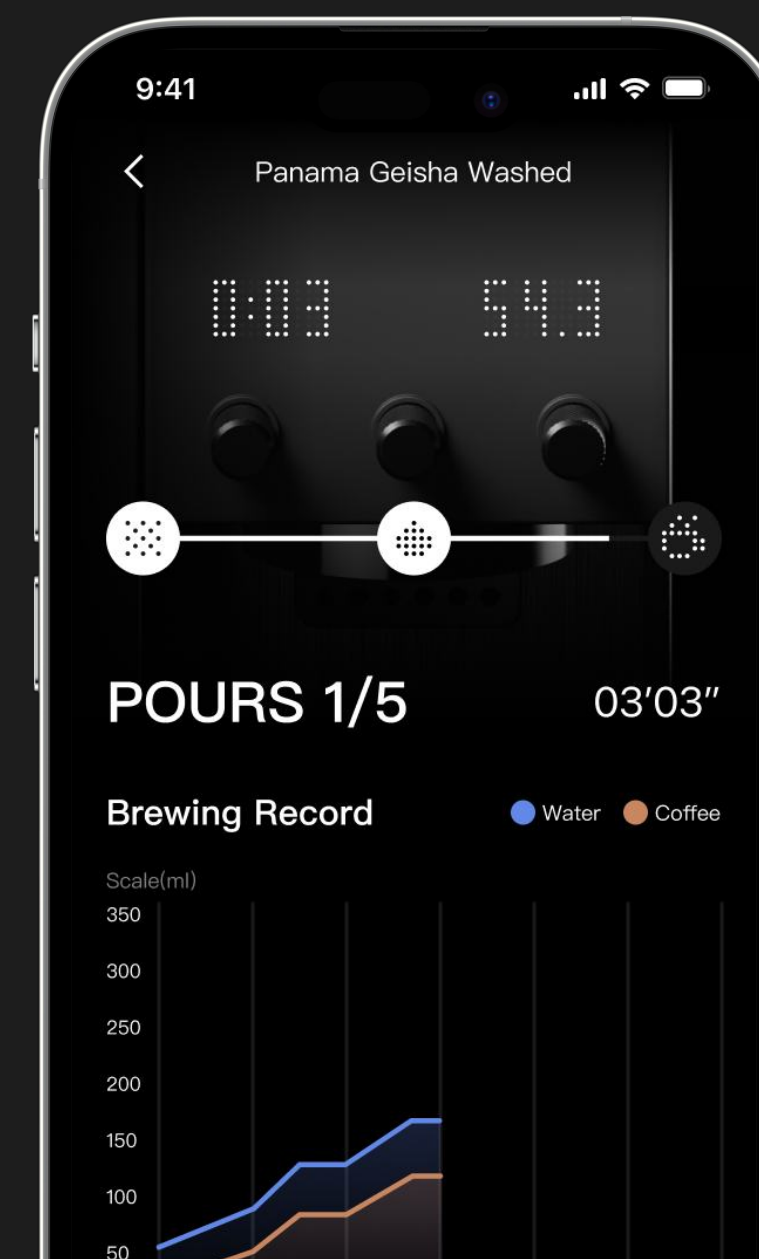 9:41
Panama Geisha Washed
0:03 54.3
POURS 1/5 03'03"
Brewing Record Water Coffee
Scale(ml)
350
300
250
200
150
100
50